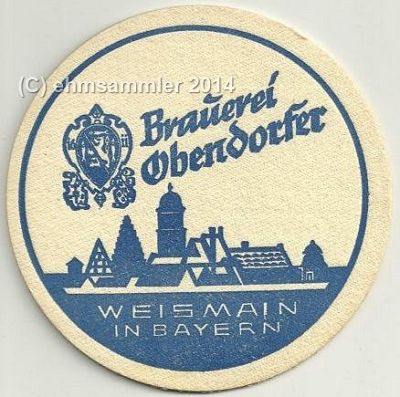 (C) ehmsammler 2014
Brauerei
Obendorfer
WEISMAIN
IN BAYERN